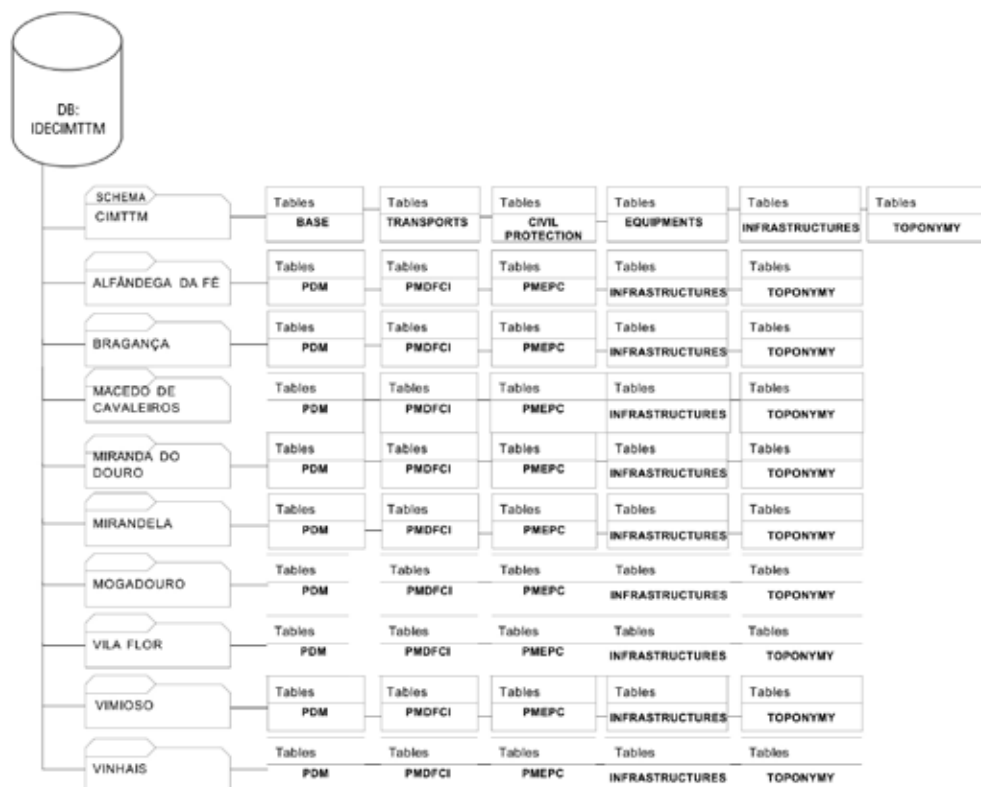 DB:
IDECIMTTM
SCHEMA
CIMTTM
Tables Tables Tables Tables Tables Tables
BASE TRANSPORTS CIVIL PROTECTION EQUIPMENTS INFRASTRUCTURES TOPONYMY
ALFÂNDEGA DA FÉ
Tables Tables Tables Tables Tables
PDM PMDFCI PMEPC INFRASTRUCTURES TOPONYMY
BRAGANÇA
Tables Tables Tables Tables Tables
PDM PMDFCI PMEPC INFRASTRUCTURES TOPONYMY
MACEDO DE
CAVALEIROS
Tables Tables Tables Tables Tables
PDM PMDFCI PMEPC INFRASTRUCTURES TOPONYMY
MIRANDA DO
DOURO
Tables Tables Tables Tables Tables
PDM PMDFCI PMEPC INFRASTRUCTURES TOPONYMY
MIRANDELA
Tables Tables Tables Tables Tables
PDM PMDFCI PMEPC INFRASTRUCTURES TOPONYMY
MOGADOURO
Tables Tables Tables Tables Tables
PDM PMDFCI PMEPC INFRASTRUCTURES TOPONYMY
VILA FLOR
Tables Tables Tables Tables Tables
PDM PMDFCI PMEPC INFRASTRUCTURES TOPONYMY
VIMIOSO
Tables Tables Tables Tables Tables
PDM PMDFCI PMEPC INFRASTRUCTURES TOPONYMY
VINHAIS
Tables Tables Tables Tables Tables
PDM PMDFCI PMEPC INFRASTRUCTURES TOPONYMY